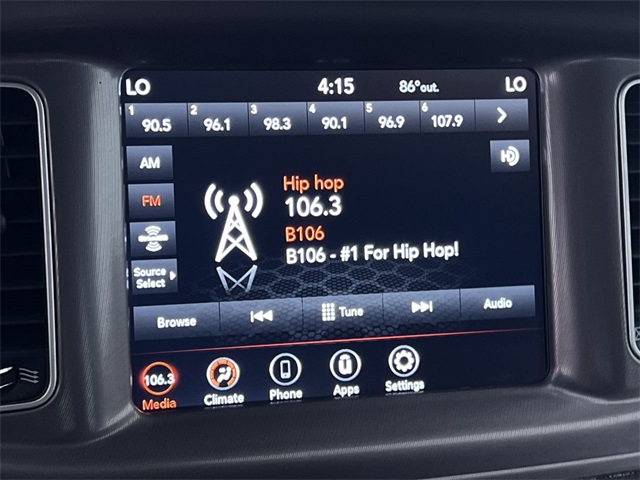 LO 4:15 86°out. LO
1 90.5 2 96.1 3 98.3 4 90.1 5 96.9 6 107.9
AM
HD
FM
Hip hop
106.3
B106
B106 - #1 For Hip Hop!
Source
Select
Browse Tune Audio
106.3
Media Climate Phone Apps Settings